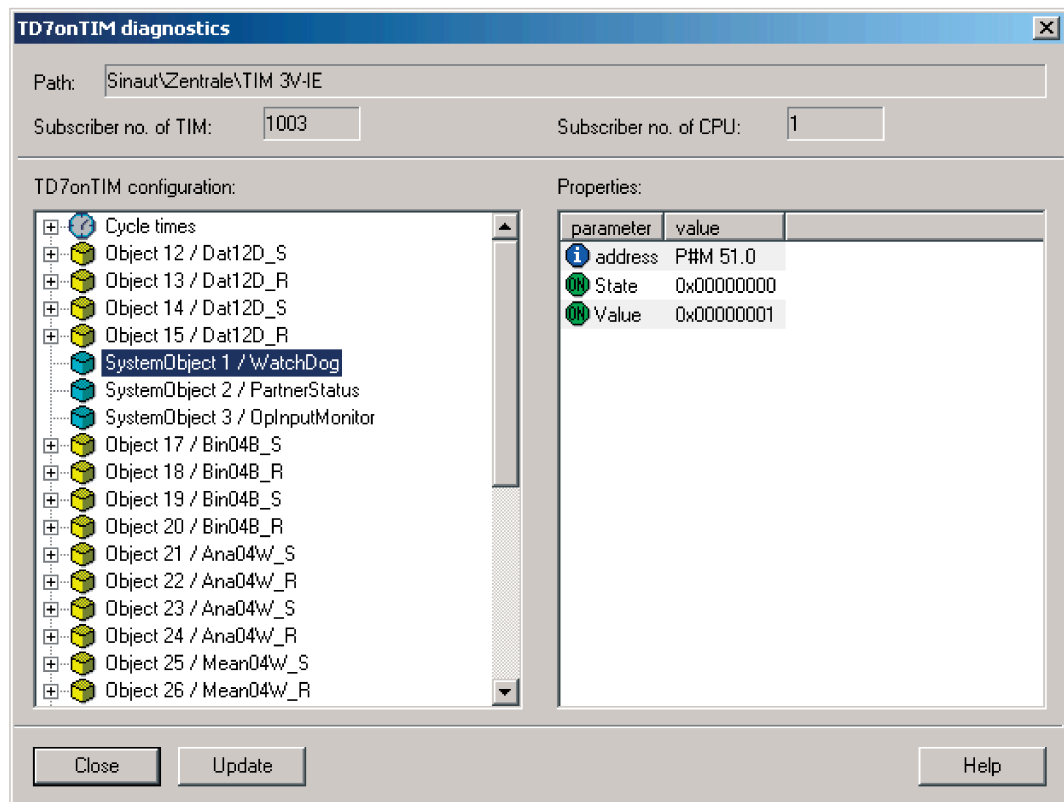 TD7onTIM diagnostics
Path: Sinaut\Zentrale\TIM 3V-IE
Subscriber no. of TIM: 1003 Subscriber no. of CPU: 1
TD7onTIM configuration:
Cycle times
Object 12 / Dat12D_S
Object 13 / Dat12D_R
Object 14 / Dat12D_S
Object 15 / Dat12D_R
SystemObject 1 / WatchDog
SystemObject 2 / PartnerStatus
SystemObject 3 / OpInputMonitor
Object 17 / Bin04B_S
Object 18 / Bin04B_R
Object 19 / Bin04B_S
Object 20 / Bin04B_R
Object 21 / Ana04W_S
Object 22 / Ana04W_R
Object 23 / Ana04W_S
Object 24 / Ana04W_R
Object 25 / Mean04W_S
Object 26 / Mean04W_R
Properties:
parameter value
i address P#M 51.0
ON State 0x00000000
ON Value 0x00000001
Close Update Help